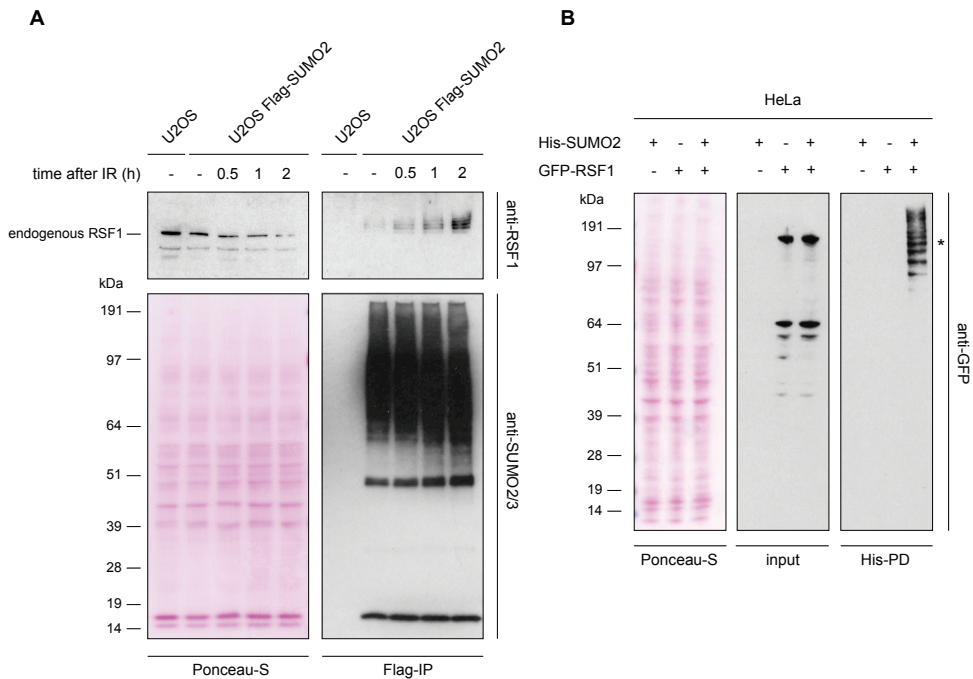 A
U2OS
U2OS Flag-SUMO2
U2OS
U2OS Flag-SUMO2
time after IR (h)
- - 0.5 1 2
- - 0.5 1 2
endogenous RSF1
anti-RSF1
kDa
191
97
64
51
39
28
19
14
anti-SUMO2/3
Ponceau-S
Flag-IP
B
HeLa
His-SUMO2 + - + + - + + - +
GFP-RSF1 - + + - + + - + +
kDa
191
97
64
51
39
28
19
14
*
anti-GFP
Ponceau-S
input
His-PD